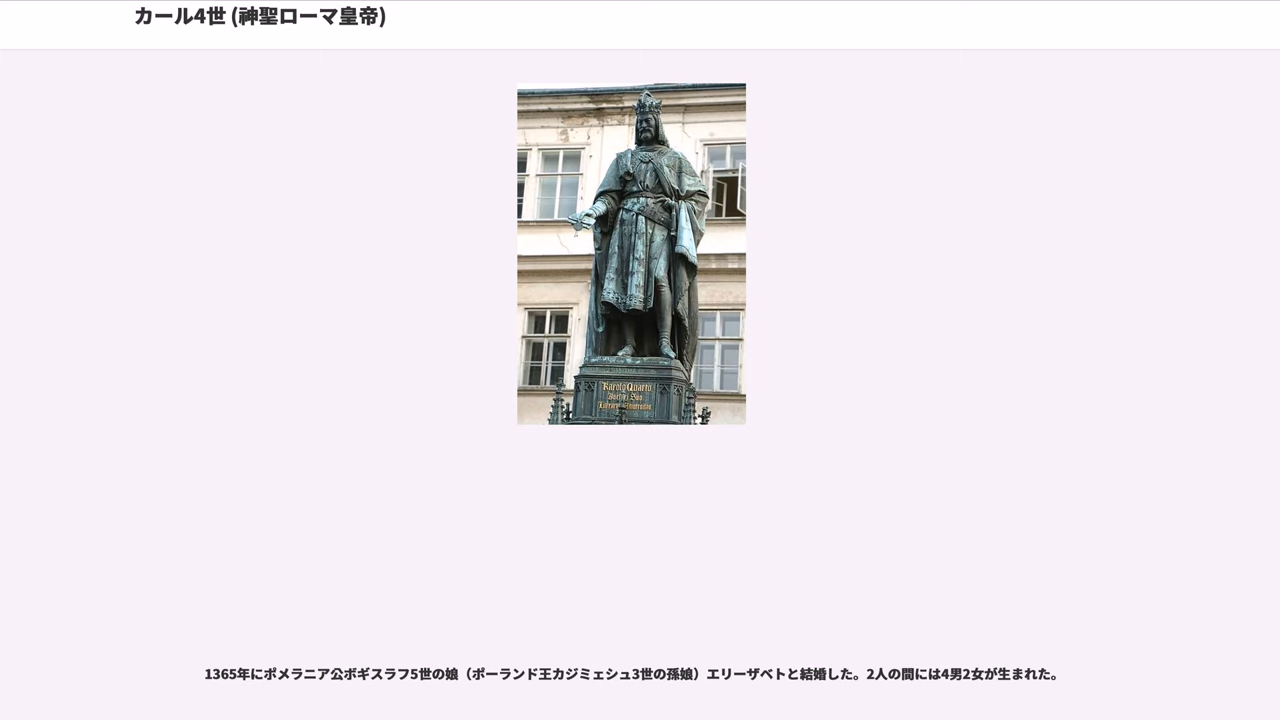 カール4世 (神聖ローマ皇帝)
Karolo Quarto
1365年にポメラニア公ボギスラフ5世の娘（ポーランド王カジミェシュ3世の孫娘）エリーザベトと結婚した。2人の間には4男2女が生まれた。